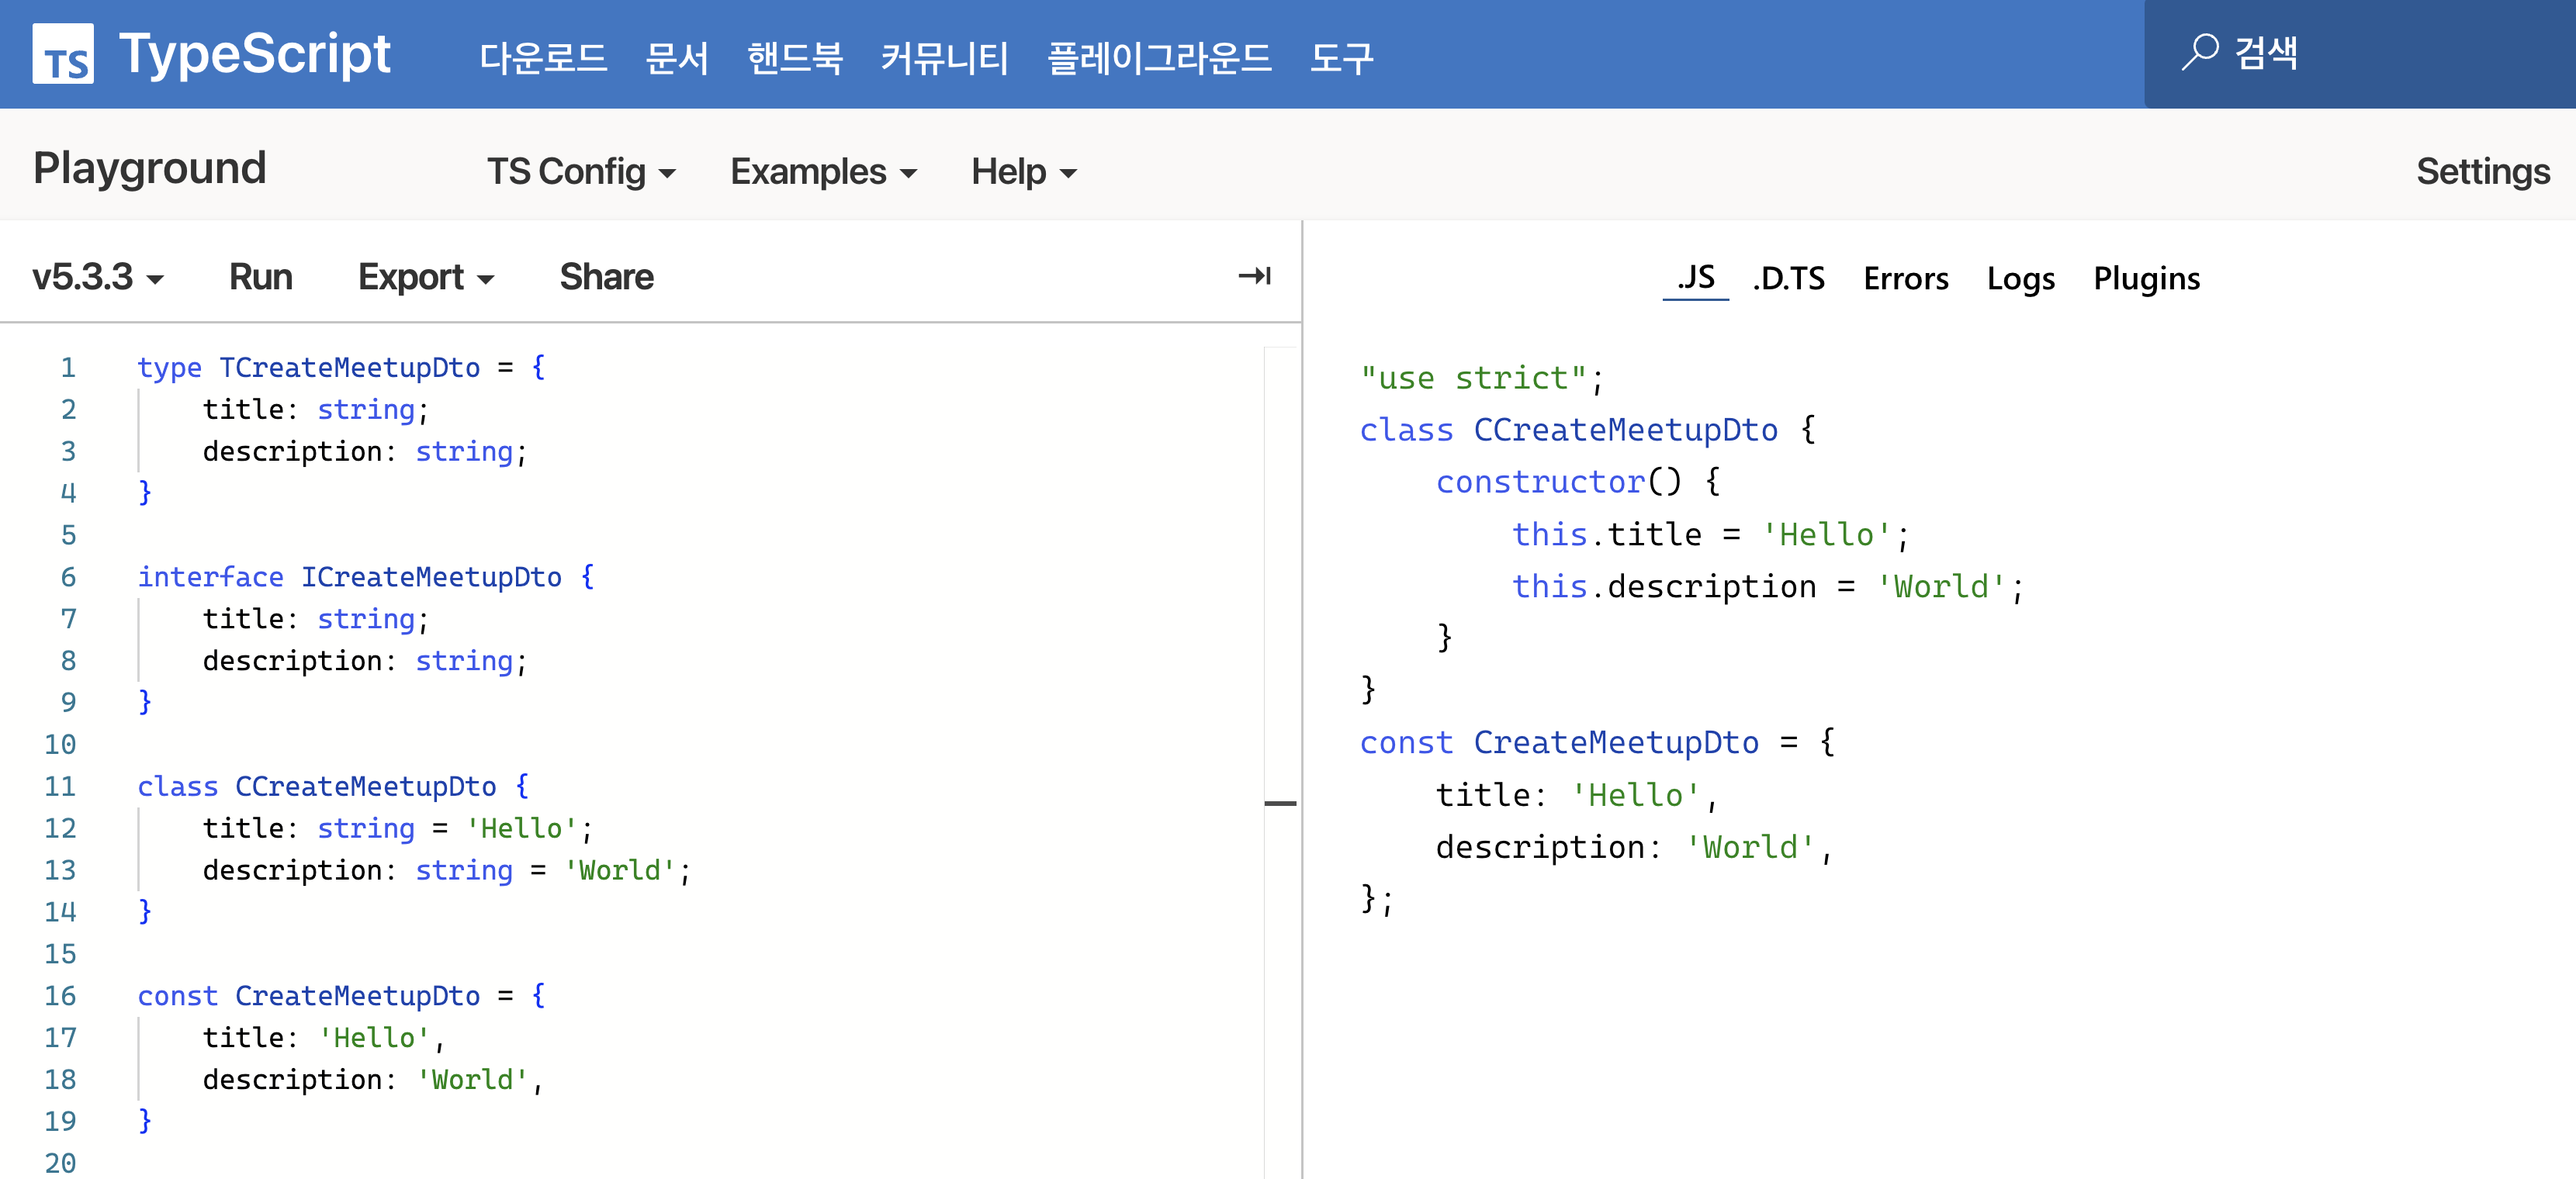 TS TypeScript 다운로드 문서 핸드북 커뮤니티 플레이그라운드 도구 검색
Playground TS Config Examples Help Settings
v5.3.3 Run Export Share
.JS .D.TS Errors Logs Plugins
1 type TCreateMeetupDto = {
2 title: string;
3 description: string;
4 }
5
6 interface ICreateMeetupDto {
7 title: string;
8 description: string;
9 }
10
11 class CCreateMeetupDto {
12 title: string = 'Hello';
13 description: string = 'World';
14 }
15
16 const CreateMeetupDto = {
17 title: 'Hello',
18 description: 'World',
19 }
20
"use strict";
class CCreateMeetupDto {
constructor() {
this.title = 'Hello';
this.description = 'World';
}
}
const CreateMeetupDto = {
title: 'Hello',
description: 'World',
};